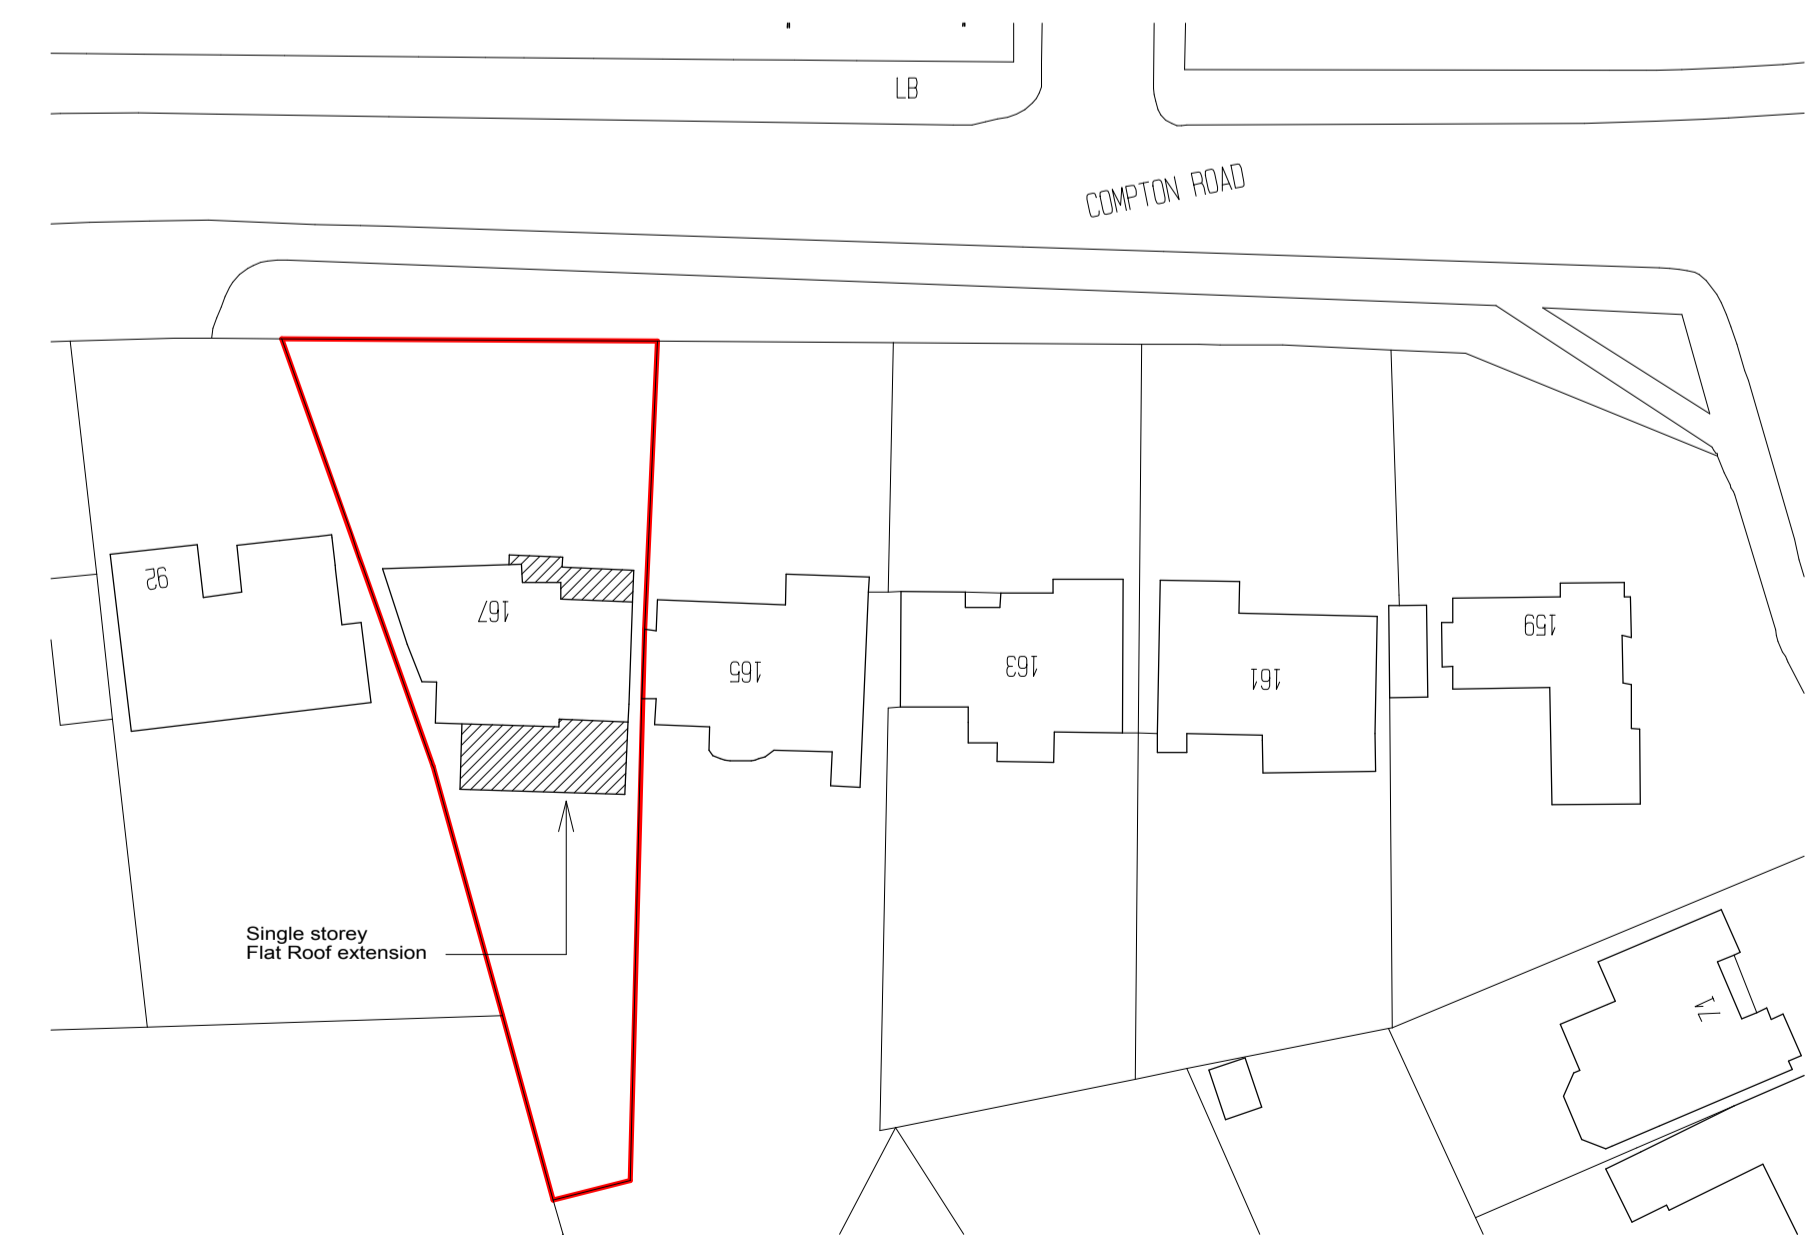 LB
COMPTON ROAD
92
167
165
163
161
159
Single storey
Flat Roof extension
71